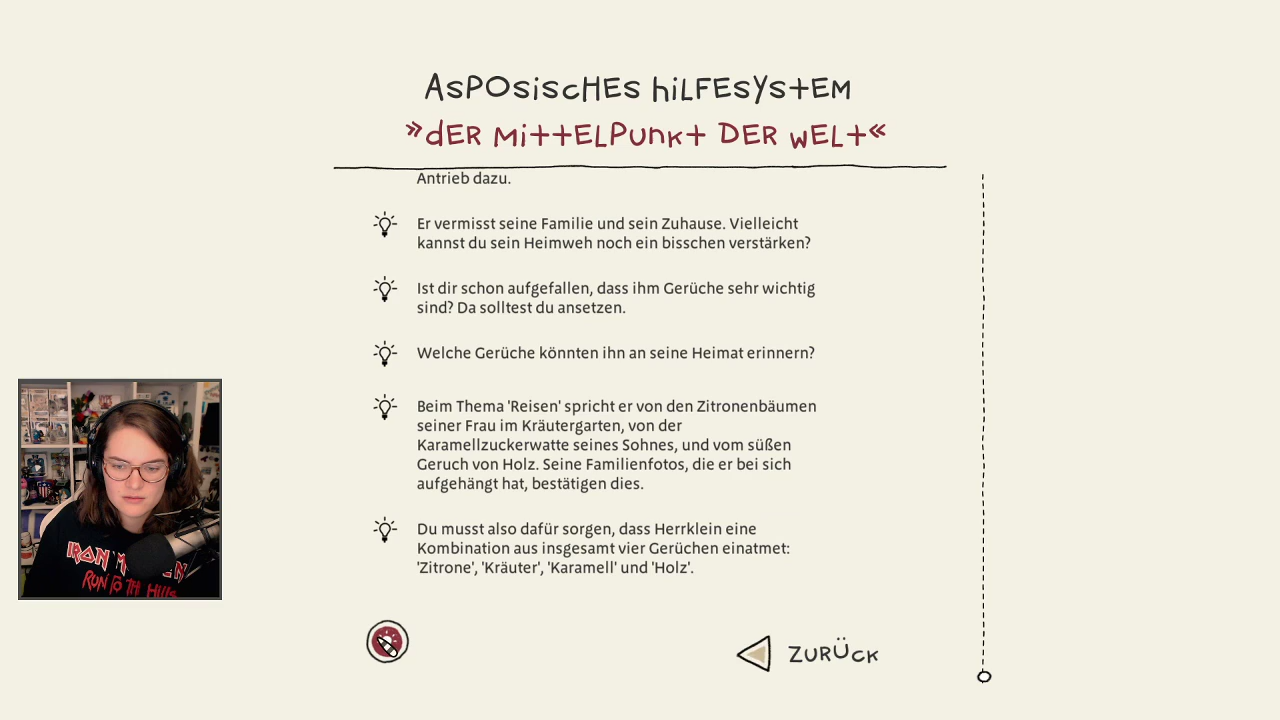 Asposisches Hilfesystem
»Der Mittelpunkt der Welt«
Antrieb dazu.
Er vermisst seine Familie und sein Zuhause. Vielleicht
kannst du sein Heimweh noch ein bisschen verstärken?
Ist dir schon aufgefallen, dass ihm Gerüche sehr wichtig
sind? Da solltest du ansetzen.
Welche Gerüche könnten ihn an seine Heimat erinnern?
Beim Thema 'Reisen' spricht er von den Zitronenbäumen
seiner Frau im Kräutergarten, von der
Karamellzuckerwatte seines Sohnes, und vom süßen
Geruch von Holz. Seine Familienfotos, die er bei sich
aufgehängt hat, bestätigen dies.
Du musst also dafür sorgen, dass Herrklein eine
Kombination aus insgesamt vier Gerüchen einatmet:
'Zitrone', 'Kräuter', 'Karamell' und 'Holz'.
Zurück
IRON M
RUN TO THE HILLS